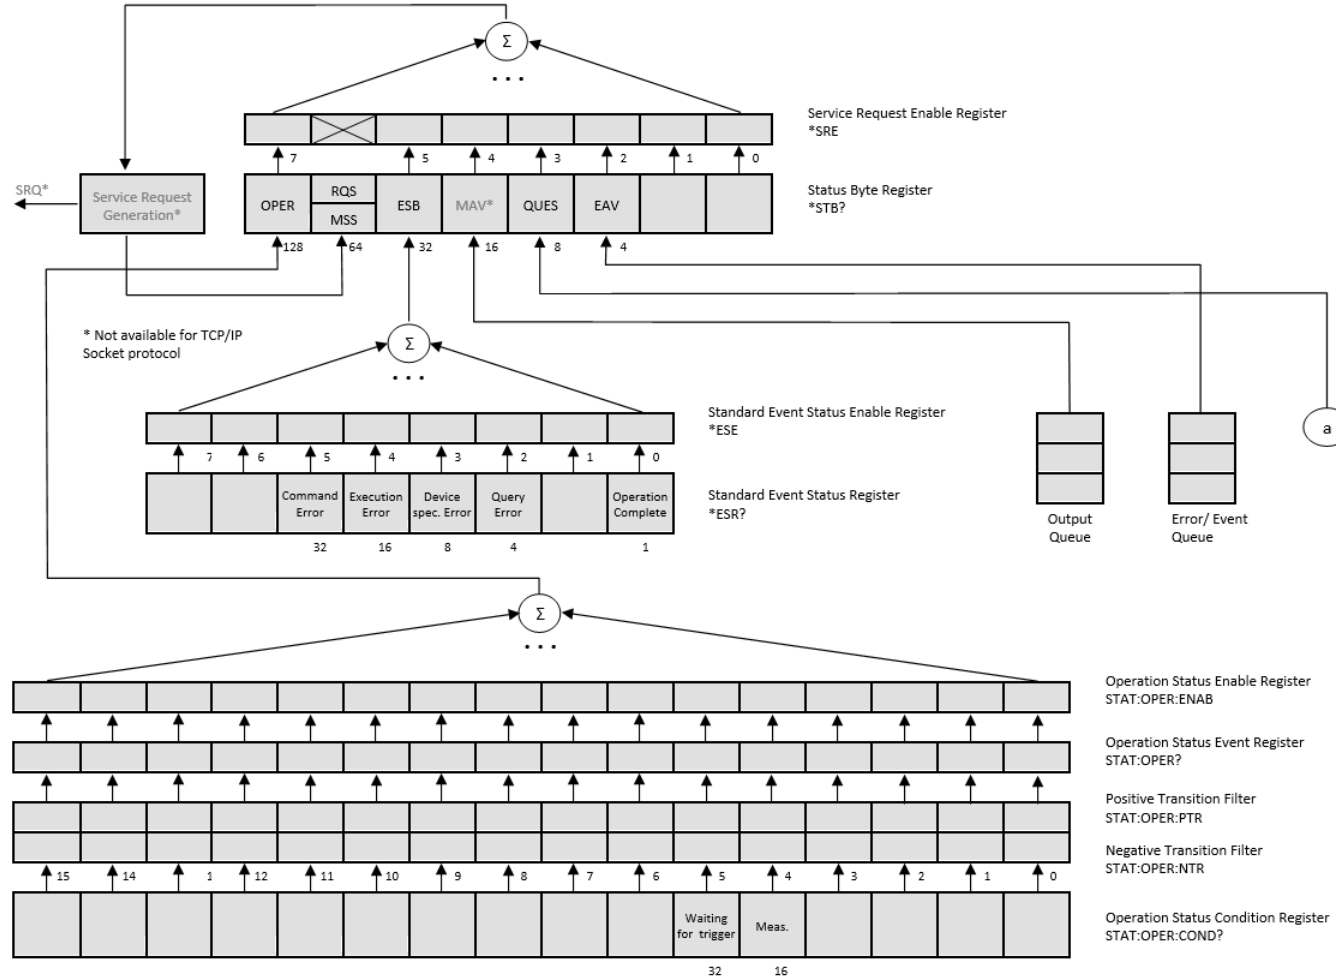 Σ
...
Service Request Enable Register
*SRE
7 5 4 3 2 1 0
SRQ*
Service Request
Generation*
OPER
RQS
MSS
ESB
MAV*
QUES
EAV
Status Byte Register
*STB?
128 64 32 16 8 4
* Not available for TCP/IP
Socket protocol
Σ
...
Standard Event Status Enable Register
*ESE
a
7 6 5 4 3 2 1 0
Command
Error
Execution
Error
Device
spec. Error
Query
Error
Operation
Complete
Standard Event Status Register
*ESR?
32 16 8 4 1
Output
Queue
Error/ Event
Queue
Σ
...
Operation Status Enable Register
STAT:OPER:ENAB
Operation Status Event Register
STAT:OPER?
Positive Transition Filter
STAT:OPER:PTR
Negative Transition Filter
STAT:OPER:NTR
15 14 1 12 11 10 9 8 7 6 5 4 3 2 1 0
Waiting
for trigger
Meas.
Operation Status Condition Register
STAT:OPER:COND?
32 16